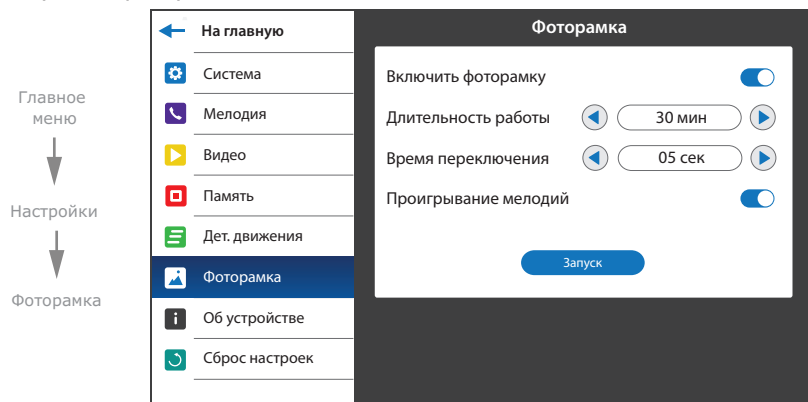 Главное
меню
Настройки
Фоторамка
На главную
Система
Мелодия
Видео
Память
Дет. движения
Фоторамка
Об устройстве
Сброс настроек
Фоторамка
Включить фоторамку
Длительность работы 30 мин
Время переключения 05 сек
Проигрывание мелодий
Запуск